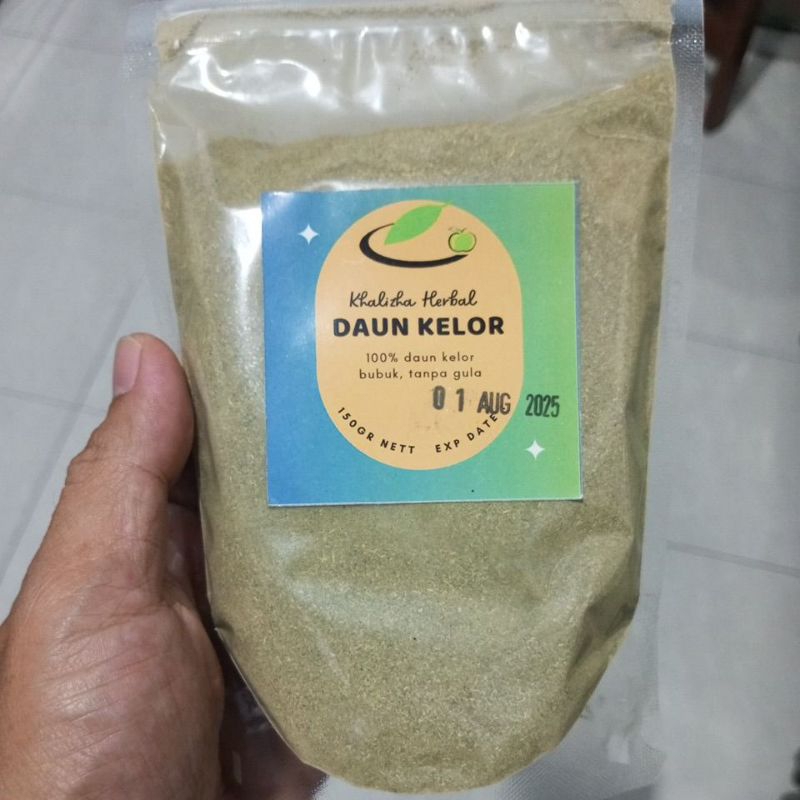 Khalizha Herbal
DAUN KELOR
100% daun kelor
bubuk, tanpa gula
01 AUG 2025
150GR NETT EXP DATE